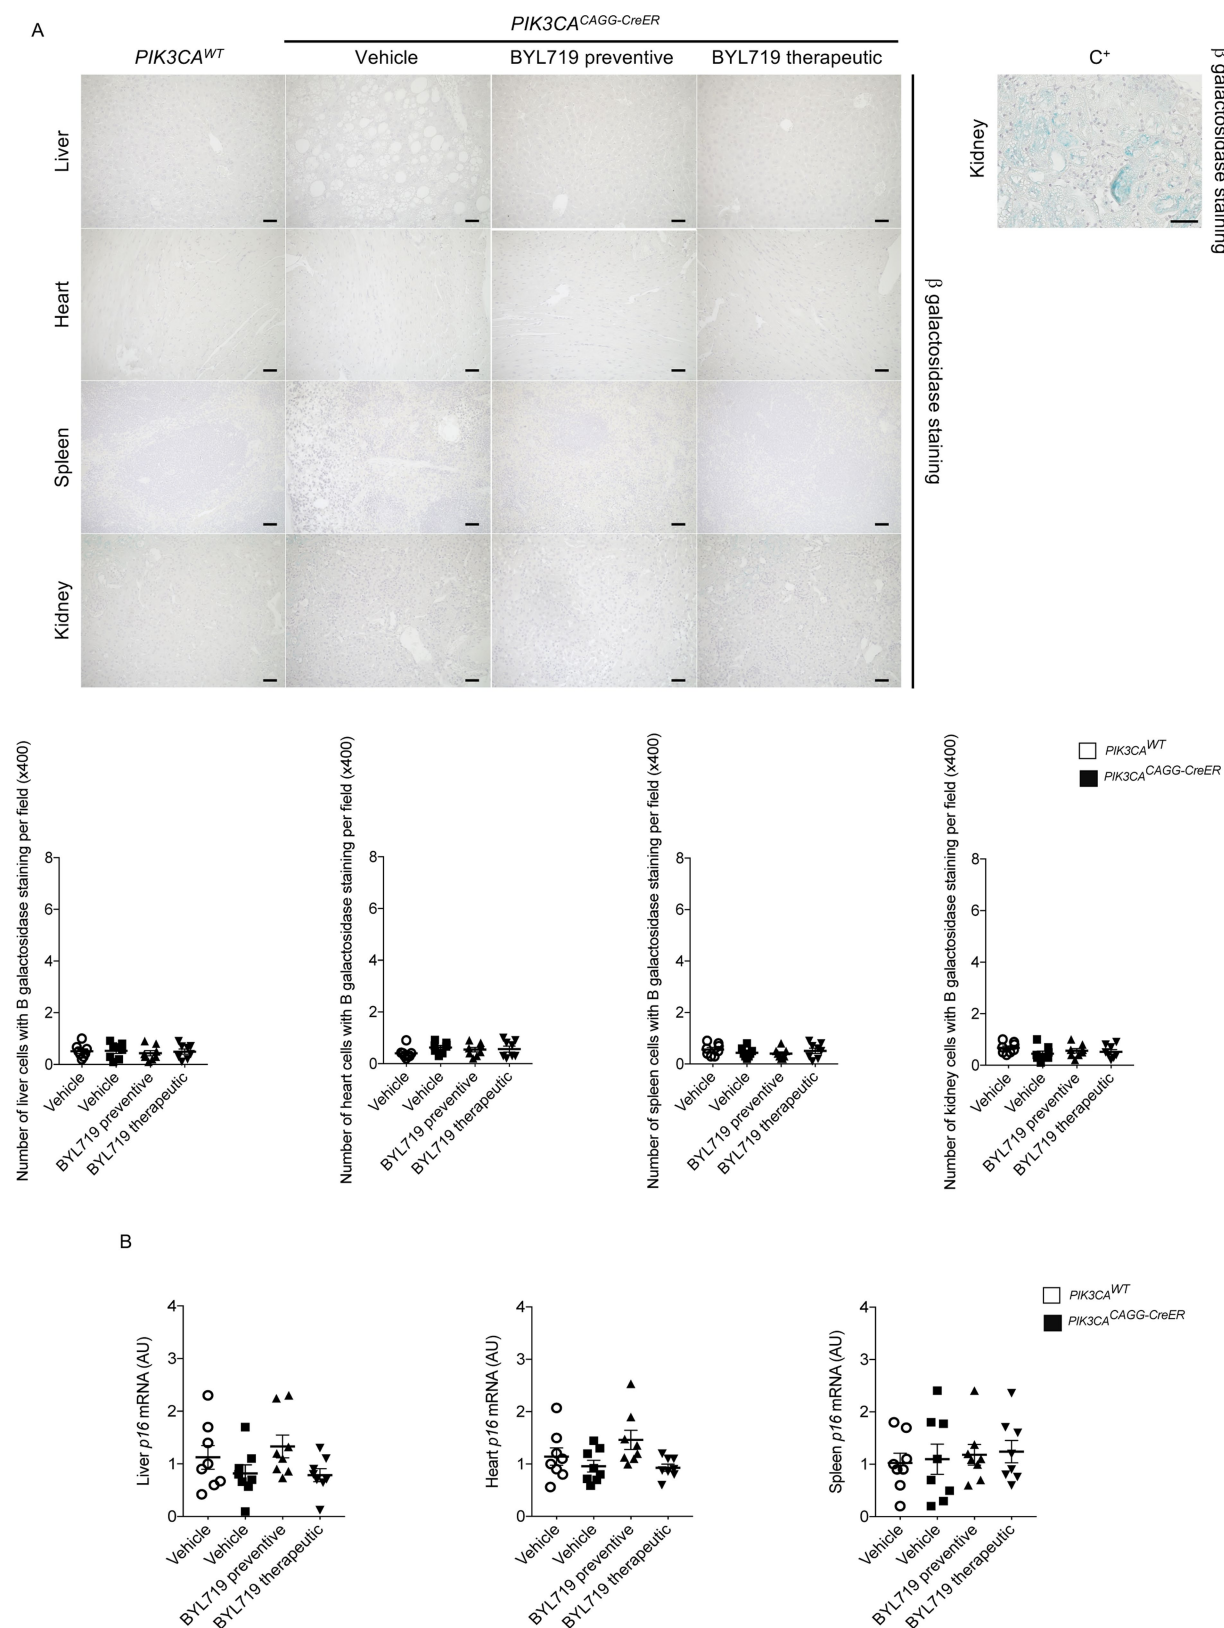 A
PIK3CA^CAGG-CreER
PIK3CA^WT
Vehicle
BYL719 preventive
BYL719 therapeutic
C+
Liver
Heart
Spleen
Kidney
β galactosidase staining
Kidney
β galactosidase staining
PIK3CA^WT
PIK3CA^CAGG-CreER
Number of liver cells with B galactosidase staining per field (x400)
8
6
4
2
0
Vehicle
Vehicle
BYL719 preventive
BYL719 therapeutic
Number of heart cells with B galactosidase staining per field (x400)
8
6
4
2
0
Vehicle
Vehicle
BYL719 preventive
BYL719 therapeutic
Number of spleen cells with B galactosidase staining per field (x400)
8
6
4
2
0
Vehicle
Vehicle
BYL719 preventive
BYL719 therapeutic
Number of kidney cells with B galactosidase staining per field (x400)
8
6
4
2
0
Vehicle
Vehicle
BYL719 preventive
BYL719 therapeutic
B
PIK3CA^WT
PIK3CA^CAGG-CreER
Liver p16 mRNA (AU)
4
3
2
1
0
Vehicle
Vehicle
BYL719 preventive
BYL719 therapeutic
Heart p16 mRNA (AU)
4
3
2
1
0
Vehicle
Vehicle
BYL719 preventive
BYL719 therapeutic
Spleen p16 mRNA (AU)
4
3
2
1
0
Vehicle
Vehicle
BYL719 preventive
BYL719 therapeutic